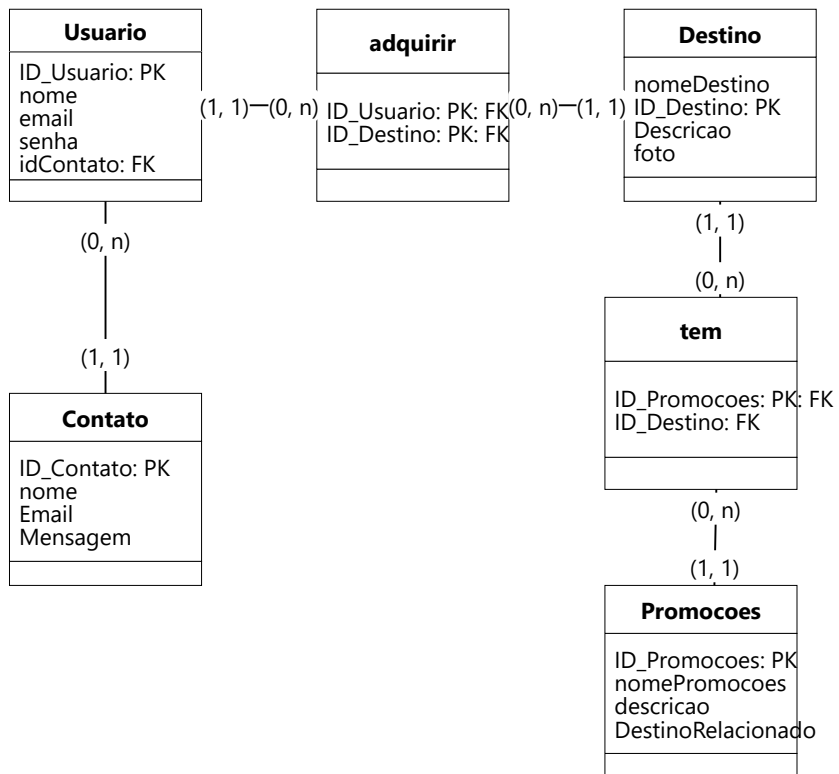 Usuario
ID_Usuario: PK
nome
email
senha
idContato: FK
(1, 1)
(0, n)
adquirir
ID_Usuario: PK: FK
ID_Destino: PK: FK
(0, n)
(1, 1)
Destino
nomeDestino
ID_Destino: PK
Descricao
foto
(0, n)
(1, 1)
Contato
ID_Contato: PK
nome
Email
Mensagem
(1, 1)
(0, n)
tem
ID_Promocoes: PK: FK
ID_Destino: FK
(0, n)
(1, 1)
Promocoes
ID_Promocoes: PK
nomePromocoes
descricao
DestinoRelacionado